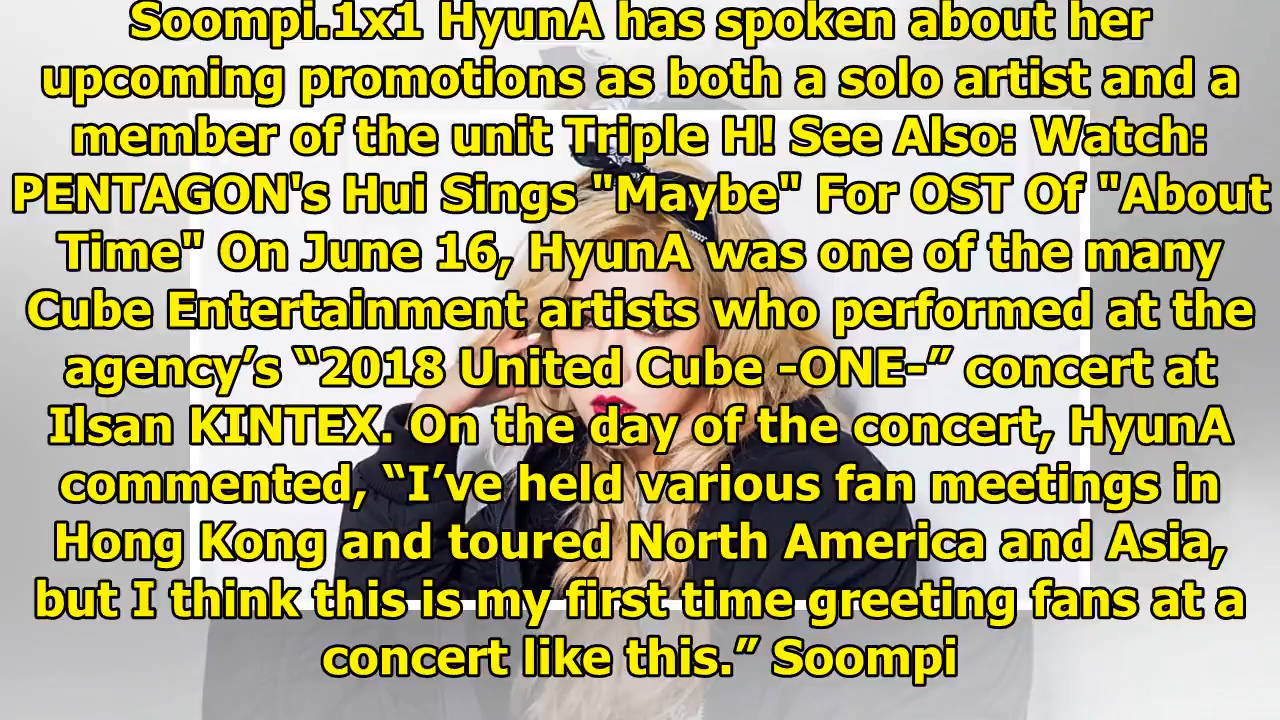 Soompi.1x1 HyunA has spoken about her
upcoming promotions as both a solo artist and a
member of the unit Triple H! See Also: Watch:
PENTAGON's Hui Sings "Maybe" For OST Of "About
Time" On June 16, HyunA was one of the many
Cube Entertainment artists who performed at the
agency’s “2018 United Cube -ONE-” concert at
Ilsan KINTEX. On the day of the concert, HyunA
commented, “I’ve held various fan meetings in
Hong Kong and toured North America and Asia,
but I think this is my first time greeting fans at a
concert like this.” Soompi